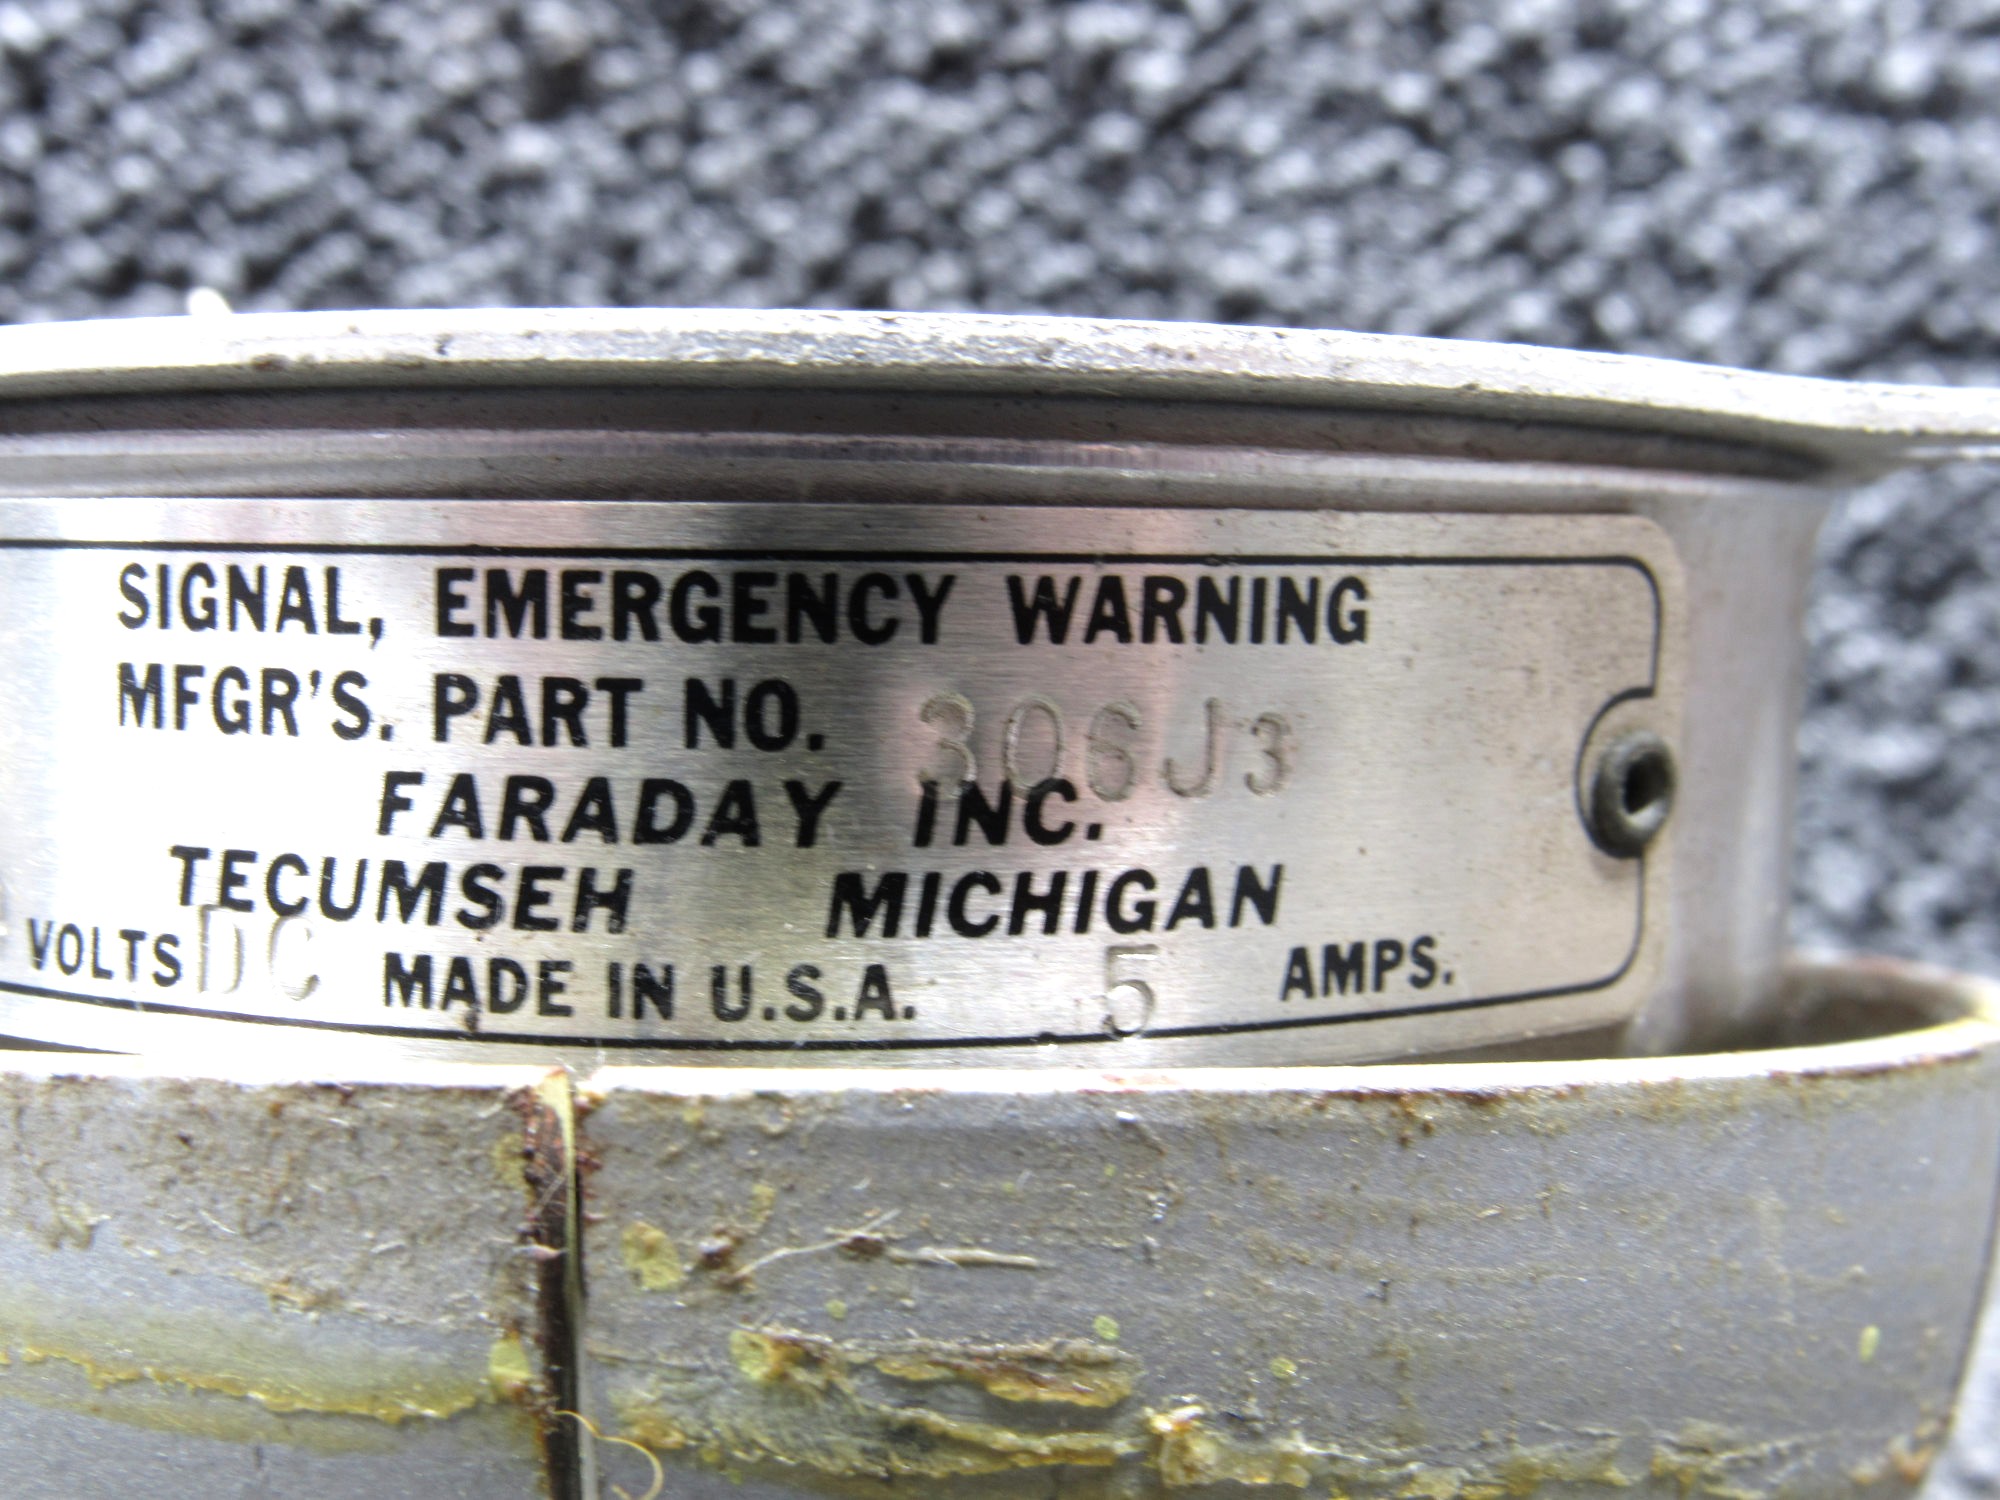 SIGNAL, EMERGENCY WARNING
MFGR'S. PART NO. 306J3
FARADAY INC.
TECUMSEH MICHIGAN
VOLTS DC MADE IN U.S.A. 5 AMPS.